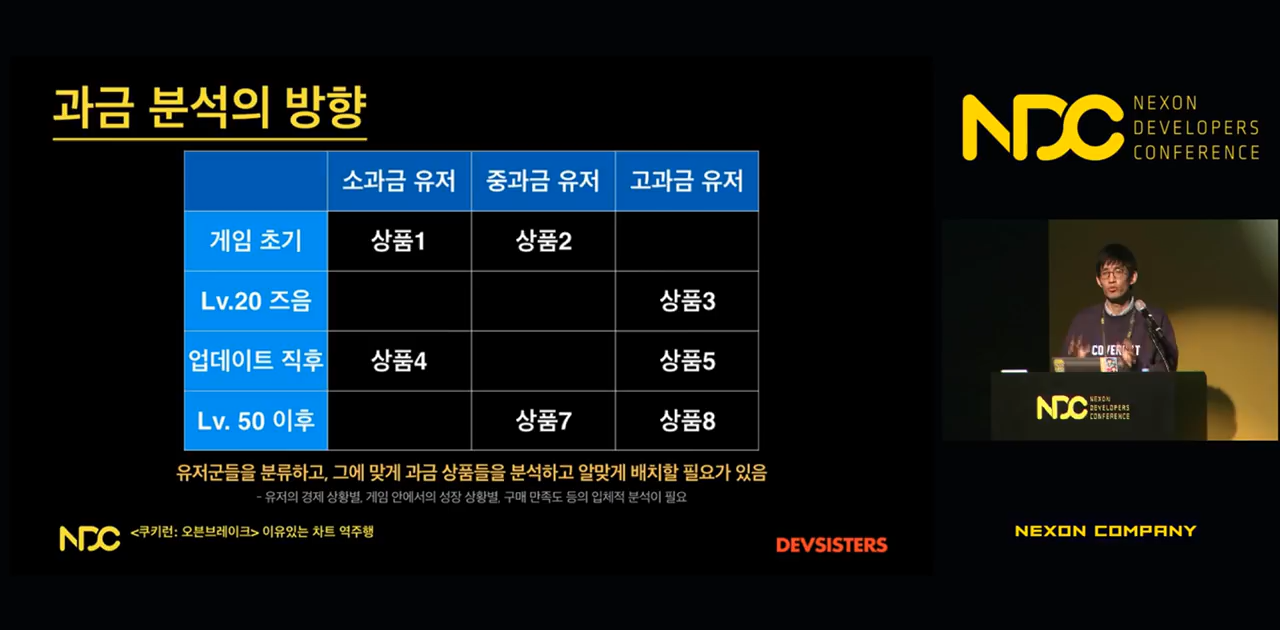 과금 분석의 방향
소과금 유저 중과금 유저 고과금 유저
게임 초기 상품1 상품2
Lv.20 즈음 상품3
업데이트 직후 상품4 상품5
Lv. 50 이후 상품7 상품8
유저군들을 분류하고, 그에 맞게 과금 상품들을 분석하고 알맞게 배치할 필요가 있음
- 유저의 경제 상황별, 게임 안에서의 성장 상황별, 구매 만족도 등의 입체적 분석이 필요
NDC <쿠키런: 오븐브레이크> 이유있는 차트 역주행
DEVSISTERS
NDC NEXON
DEVELOPERS
CONFERENCE
NDC NEXON
DEVELOPERS
CONFERENCE
NEXON COMPANY